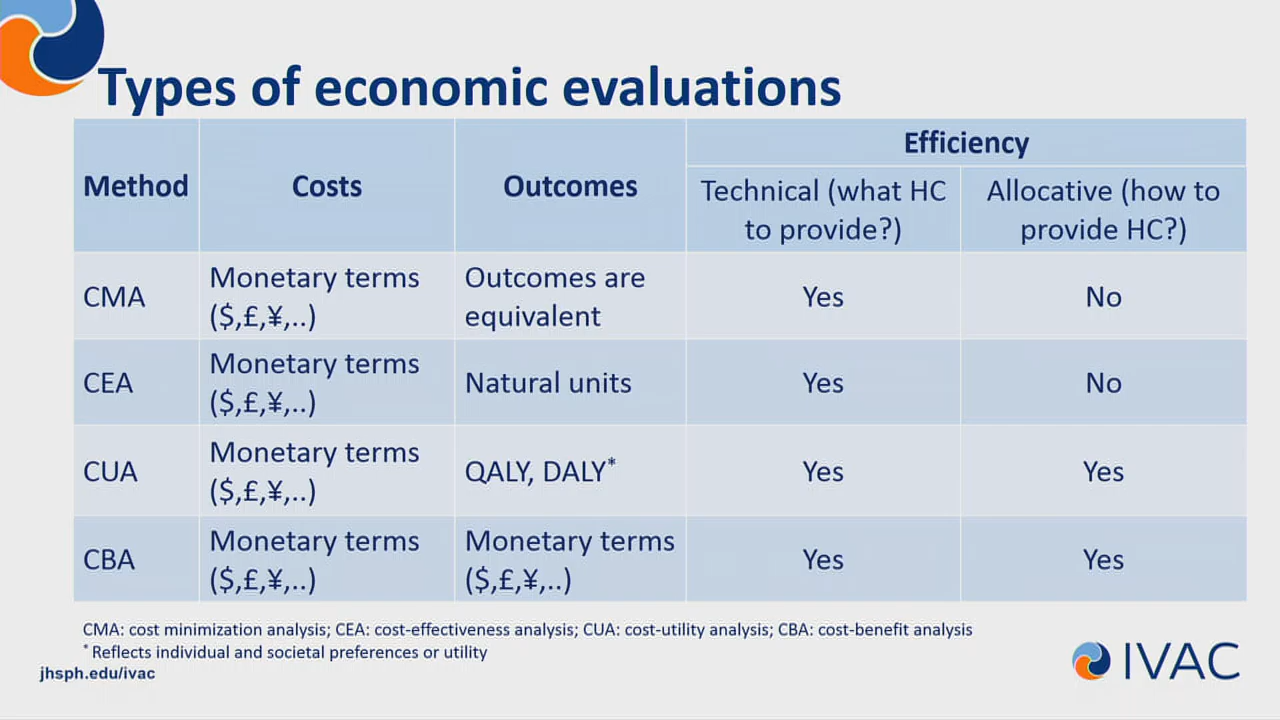 Types of economic evaluations
Method
Costs
Outcomes
Efficiency
Technical (what HC
to provide?)
Allocative (how to
provide HC?)
CMA
Monetary terms
($,£,¥,..)
Outcomes are
equivalent
Yes
No
CEA
Monetary terms
($,£,¥,..)
Natural units
Yes
No
CUA
Monetary terms
($,£,¥,..)
QALY, DALY*
Yes
Yes
CBA
Monetary terms
($,£,¥,..)
Monetary terms
($,£,¥,..)
Yes
Yes
CMA: cost minimization analysis; CEA: cost-effectiveness analysis; CUA: cost-utility analysis; CBA: cost-benefit analysis
* Reflects individual and societal preferences or utility
jhsph.edu/ivac
IVAC